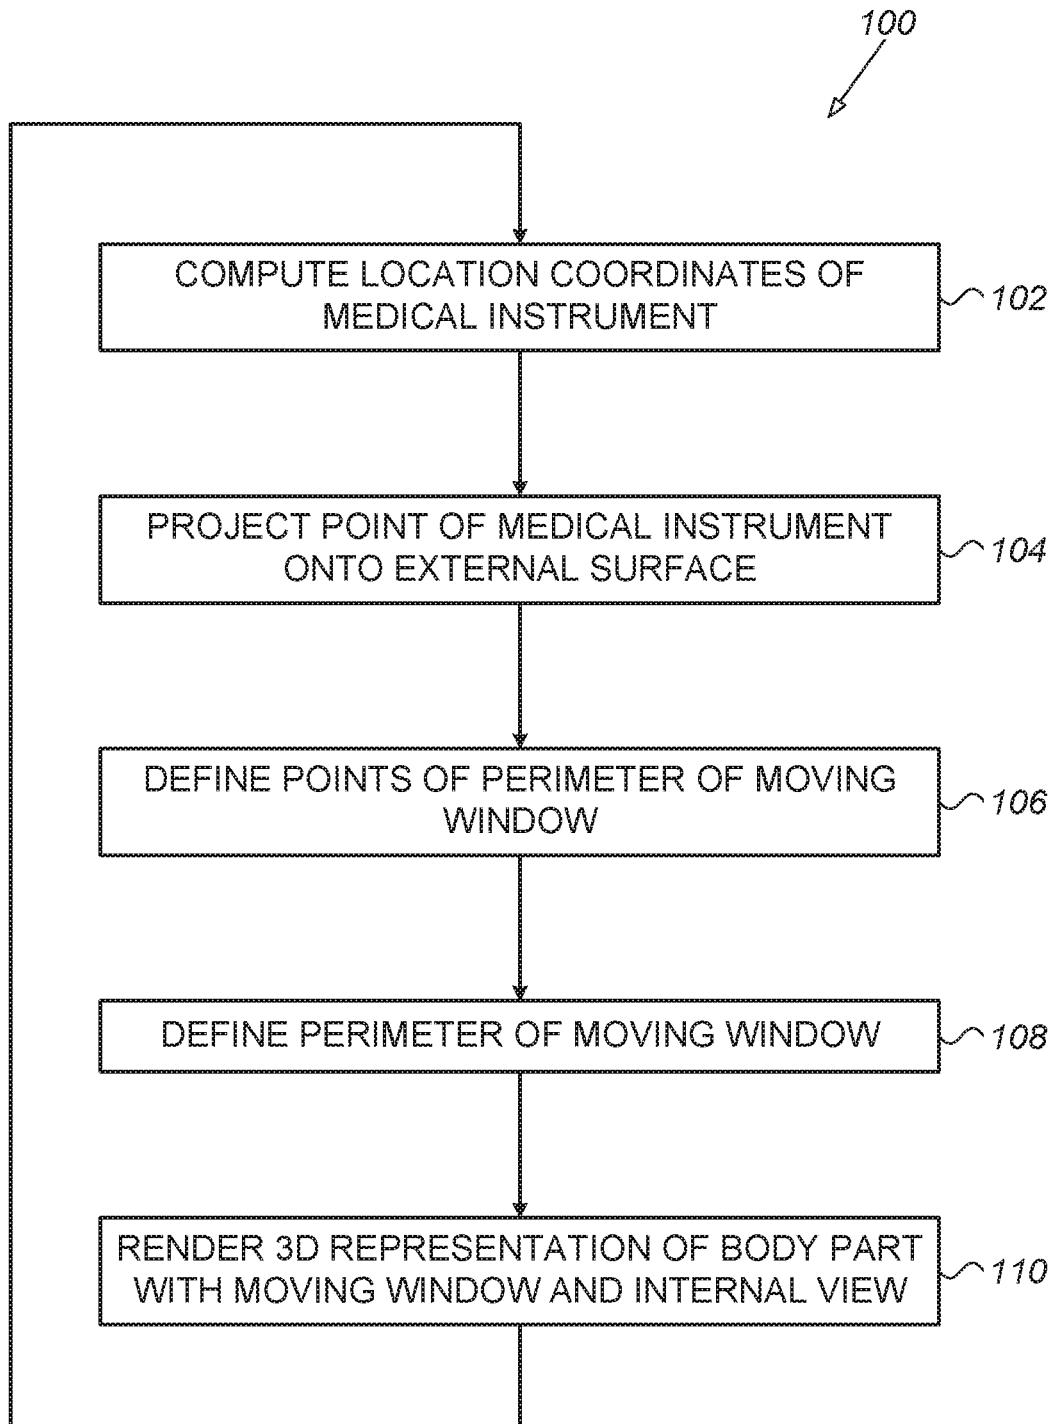 100
COMPUTE LOCATION COORDINATES OF
MEDICAL INSTRUMENT
102
PROJECT POINT OF MEDICAL INSTRUMENT
ONTO EXTERNAL SURFACE
104
DEFINE POINTS OF PERIMETER OF MOVING
WINDOW
106
DEFINE PERIMETER OF MOVING WINDOW
108
RENDER 3D REPRESENTATION OF BODY PART
WITH MOVING WINDOW AND INTERNAL VIEW
110